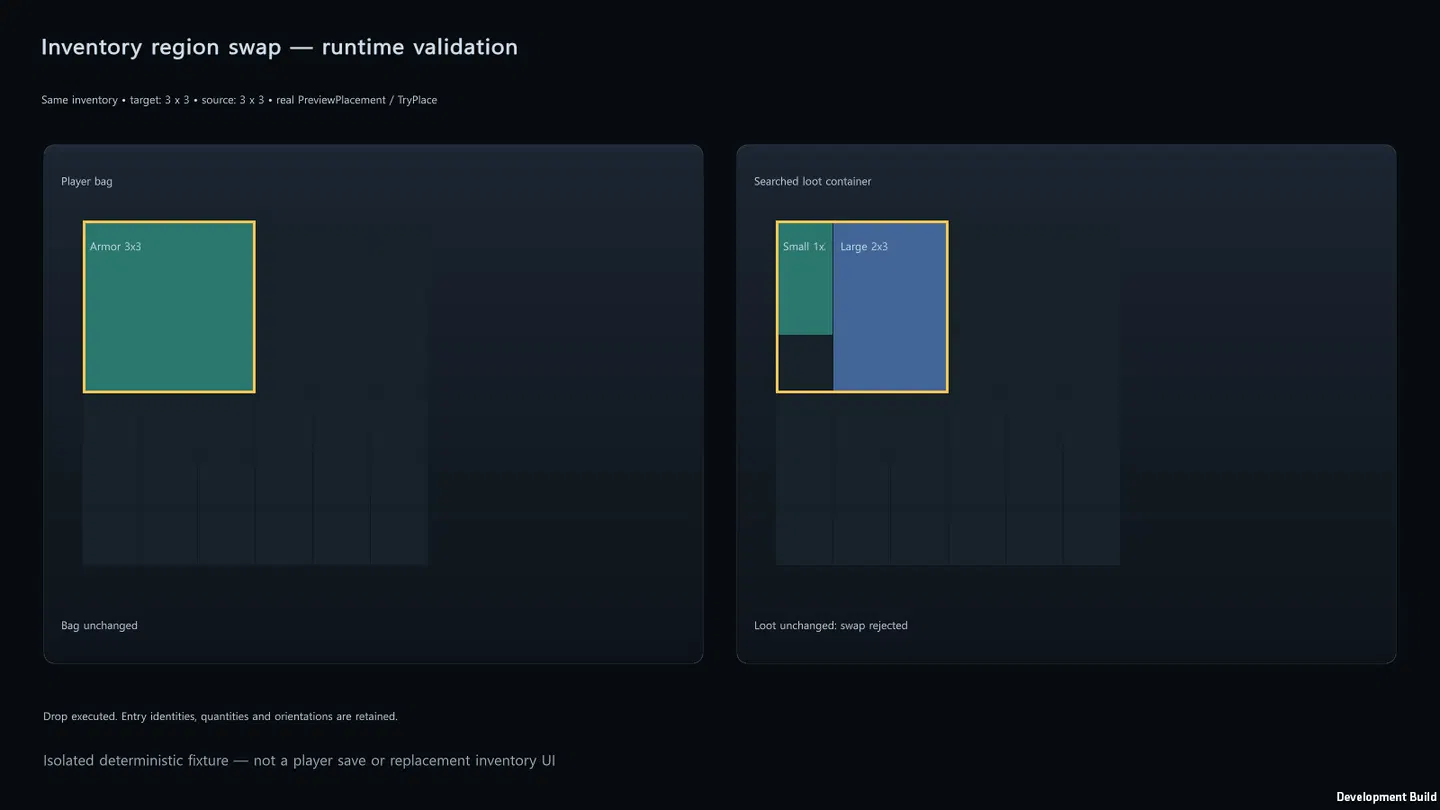 Inventory region swap — runtime validation
Same inventory • target: 3 x 3 • source: 3 x 3 • real PreviewPlacement / TryPlace
Player bag
Armor 3x3
Bag unchanged
Searched loot container
Small 1x
Large 2x3
Loot unchanged: swap rejected
Drop executed. Entry identities, quantities and orientations are retained.
Isolated deterministic fixture — not a player save or replacement inventory UI
Development Build